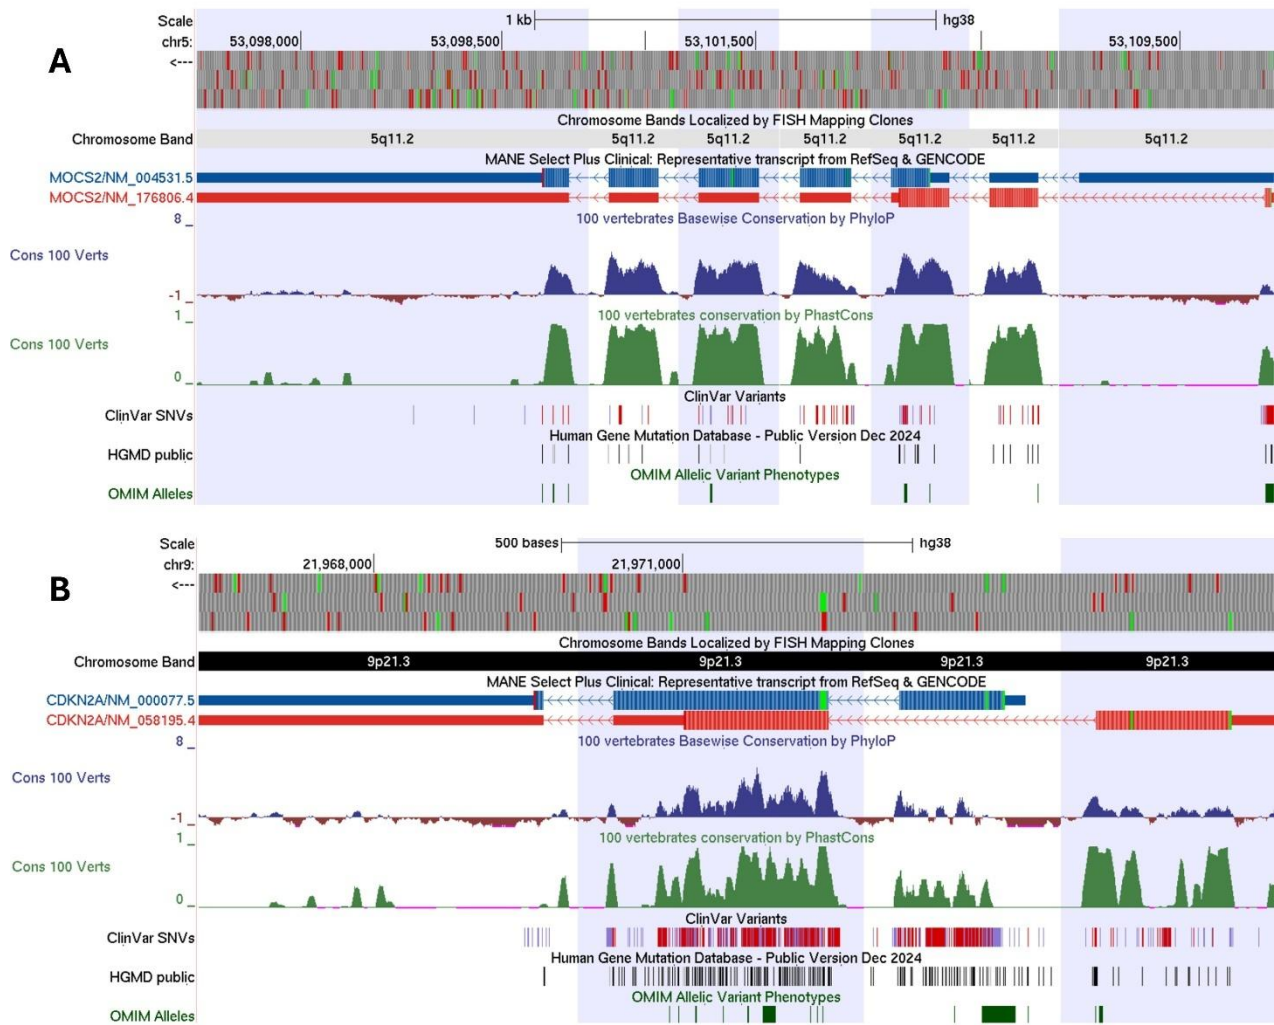 A
Scale 1 kb hg38
chr5: 53,098,000 53,098,500 53,101,500 53,109,500
<---
Chromosome Bands Localized by FISH Mapping Clones
Chromosome Band 5q11.2 5q11.2 5q11.2 5q11.2 5q11.2 5q11.2 5q11.2
MANE Select Plus Clinical: Representative transcript from RefSeq & GENCODE
MOCS2/NM_004531.5
MOCS2/NM_176806.4
100 vertebrates Basewise Conservation by PhyloP
8
Cons 100 Verts
-1
100 vertebrates conservation by PhastCons
1
Cons 100 Verts
0
ClinVar Variants
ClinVar SNVs
Human Gene Mutation Database - Public Version Dec 2024
HGMD public
OMIM Allelic Variant Phenotypes
OMIM Alleles
B
Scale 500 bases hg38
chr9: 21,968,000 21,971,000
<---
Chromosome Bands Localized by FISH Mapping Clones
Chromosome Band 9p21.3 9p21.3 9p21.3 9p21.3
MANE Select Plus Clinical: Representative transcript from RefSeq & GENCODE
CDKN2A/NM_000077.5
CDKN2A/NM_058195.4
100 vertebrates Basewise Conservation by PhyloP
8
Cons 100 Verts
-1
100 vertebrates conservation by PhastCons
1
Cons 100 Verts
0
ClinVar Variants
ClinVar SNVs
Human Gene Mutation Database - Public Version Dec 2024
HGMD public
OMIM Allelic Variant Phenotypes
OMIM Alleles